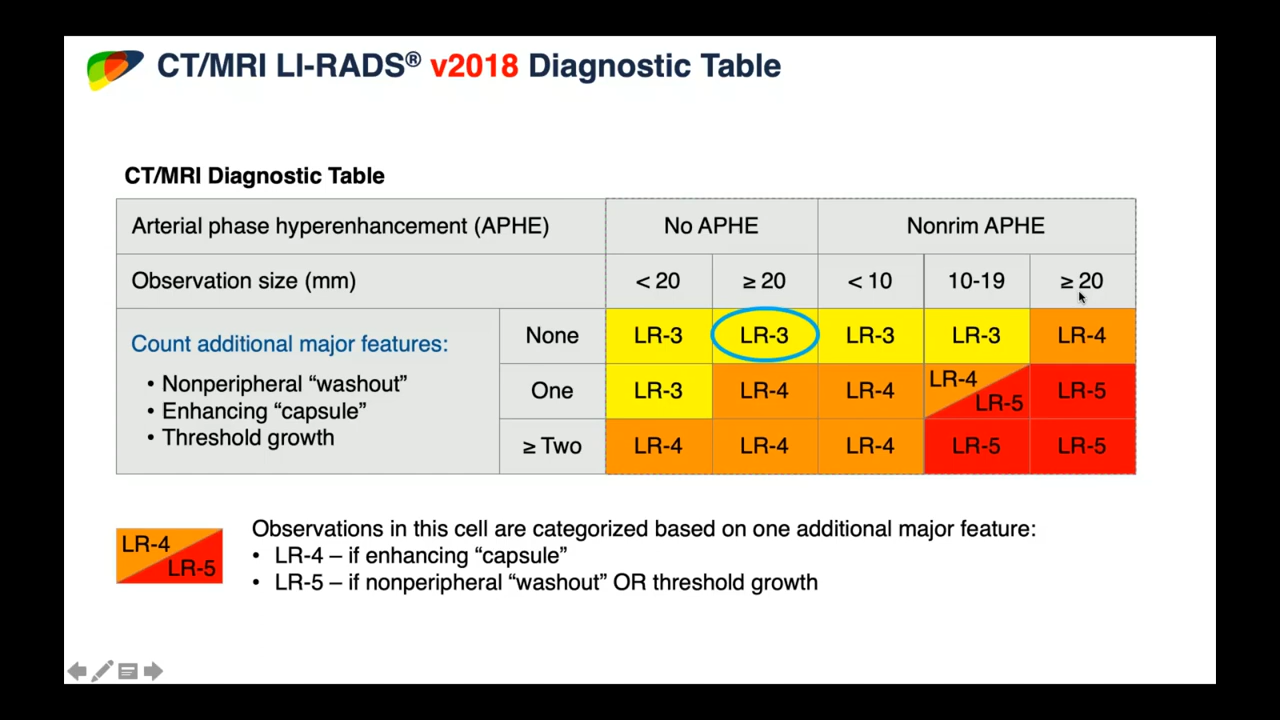 CT/MRI LI-RADS® v2018 Diagnostic Table
CT/MRI Diagnostic Table
Arterial phase hyperenhancement (APHE) No APHE Nonrim APHE
Observation size (mm) < 20 ≥ 20 < 10 10-19 ≥ 20
Count additional major features:
• Nonperipheral “washout”
• Enhancing “capsule”
• Threshold growth
None LR-3 LR-3 LR-3 LR-3 LR-4
One LR-3 LR-4 LR-4 LR-4 LR-5 LR-5
≥ Two LR-4 LR-4 LR-4 LR-5 LR-5
LR-4
LR-5
Observations in this cell are categorized based on one additional major feature:
• LR-4 – if enhancing “capsule”
• LR-5 – if nonperipheral “washout” OR threshold growth